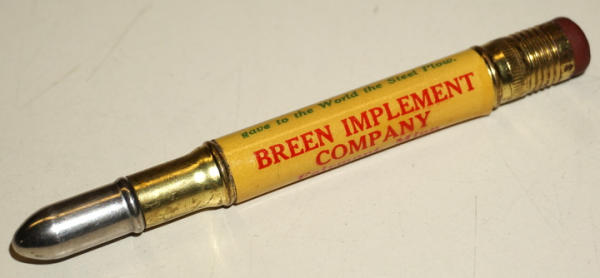 gave to the World the Steel Plow.
BREEN IMPLEMENT
COMPANY